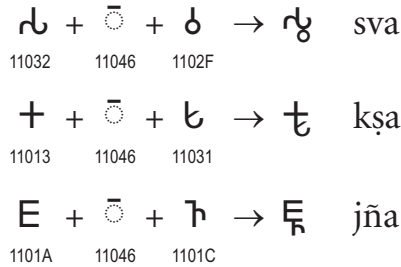 𑀲 + ◌𑁆 + 𑀯 → 𑀲𑁆𑀯 sva
11032 11046 1102F
𑀓 + ◌𑁆 + 𑀱 → 𑀓𑁆𑀱 kṣa
11013 11046 11031
𑀚 + ◌𑁆 + 𑀜 → 𑀚𑁆𑀜 jña
1101A 11046 1101C